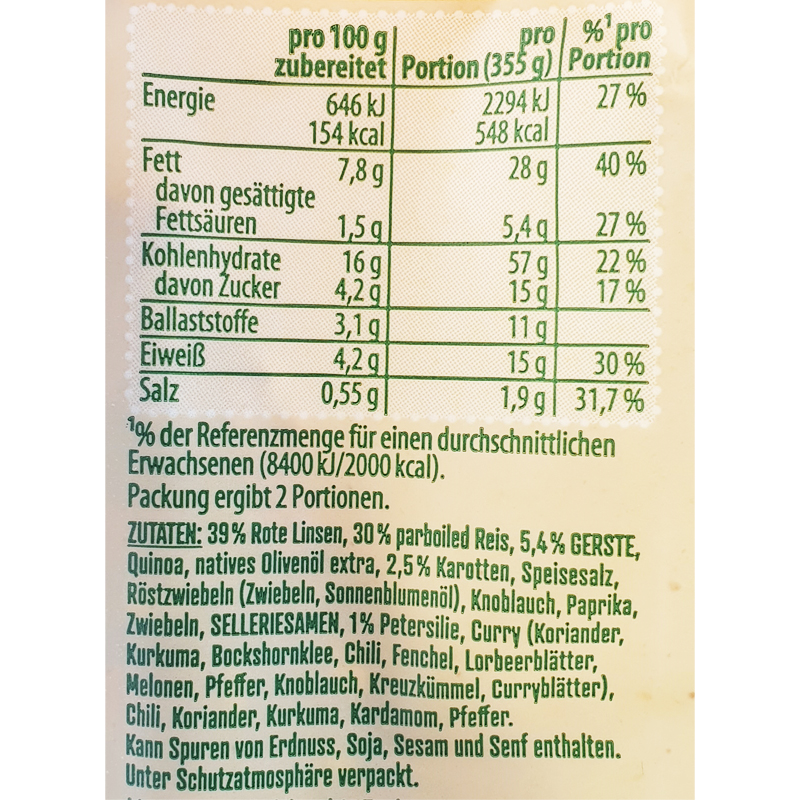 pro 100 g pro %¹ pro
zubereitet Portion (355 g) Portion
Energie 646 kJ 2294 kJ 27 %
154 kcal 548 kcal
Fett 7,8 g 28 g 40 %
davon gesättigte
Fettsäuren 1,5 g 5,4 g 27 %
Kohlenhydrate 16 g 57 g 22 %
davon Zucker 4,2 g 15 g 17 %
Ballaststoffe 3,1 g 11 g
Eiweiß 4,2 g 15 g 30 %
Salz 0,55 g 1,9 g 31,7 %
¹% der Referenzmenge für einen durchschnittlichen
Erwachsenen (8400 kJ/2000 kcal).
Packung ergibt 2 Portionen.
ZUTATEN: 39 % Rote Linsen, 30 % parboiled Reis, 5,4 % GERSTE,
Quinoa, natives Olivenöl extra, 2,5 % Karotten, Speisesalz,
Röstzwiebeln (Zwiebeln, Sonnenblumenöl), Knoblauch, Paprika,
Zwiebeln, SELLERIESAMEN, 1 % Petersilie, Curry (Koriander,
Kurkuma, Bockshornklee, Chili, Fenchel, Lorbeerblätter,
Melonen, Pfeffer, Knoblauch, Kreuzkümmel, Curryblätter),
Chili, Koriander, Kurkuma, Kardamom, Pfeffer.
Kann Spuren von Erdnuss, Soja, Sesam und Senf enthalten.
Unter Schutzatmosphäre verpackt.